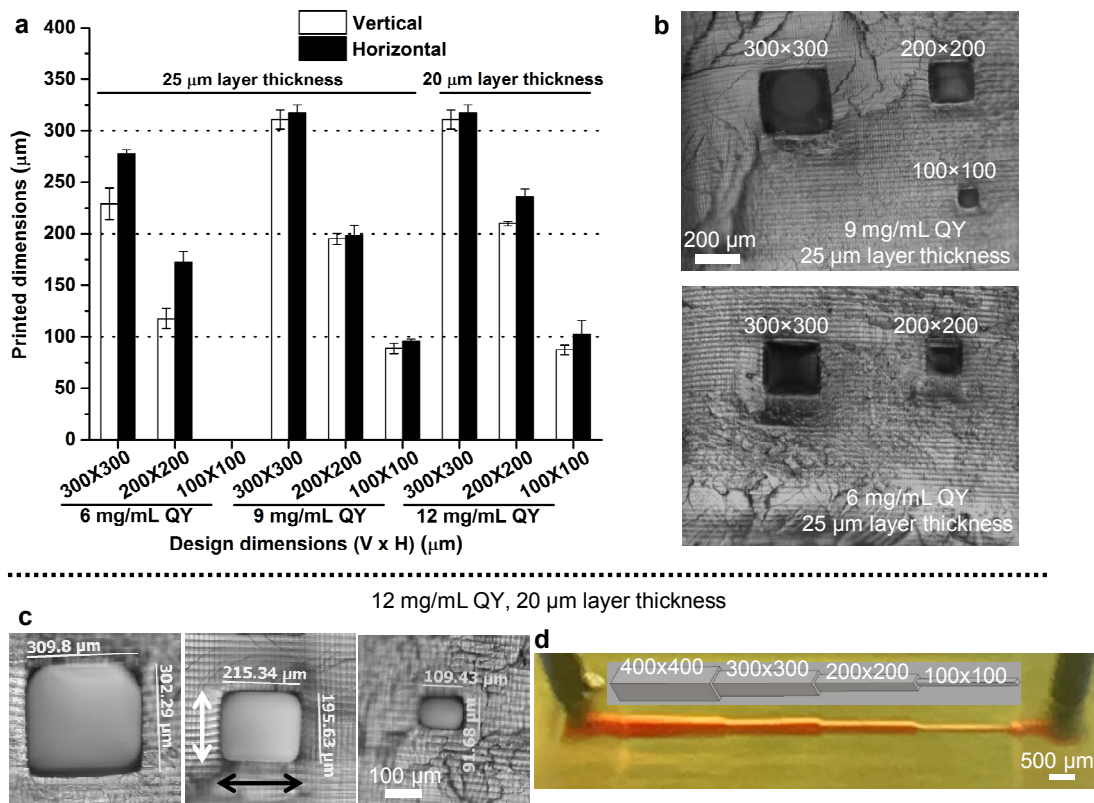 a
Vertical
Horizontal
25 μm layer thickness
20 μm layer thickness
Printed dimensions (μm)
400
350
300
250
200
150
100
50
0
300X300
200X200
100X100
300X300
200X200
100X100
300X300
200X200
100X100
6 mg/mL QY
9 mg/mL QY
12 mg/mL QY
Design dimensions (V x H) (μm)
b
300×300
200×200
100×100
200 μm
9 mg/mL QY
25 μm layer thickness
300×300
200×200
6 mg/mL QY
25 μm layer thickness
12 mg/mL QY, 20 μm layer thickness
c
309.8 μm
302.29 μm
215.34 μm
195.63 μm
109.43 μm
91.68 μm
100 μm
d
400x400
300x300
200x200
100x100
500 μm